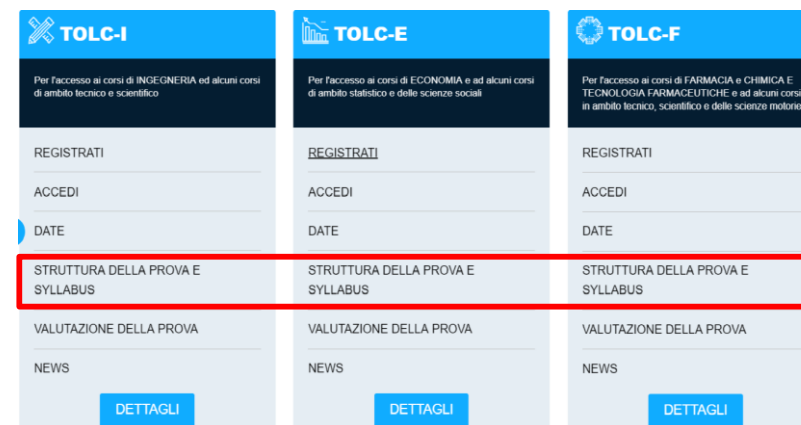 TOLC-I
Per l'accesso ai corsi di INGEGNERIA ed alcuni corsi
di ambito tecnico e scientifico
REGISTRATI
ACCEDI
DATE
STRUTTURA DELLA PROVA E
SYLLABUS
VALUTAZIONE DELLA PROVA
NEWS
DETTAGLI
TOLC-E
Per l'accesso ai corsi di ECONOMIA e ad alcuni corsi
di ambito statistico e delle scienze sociali
REGISTRATI
ACCEDI
DATE
STRUTTURA DELLA PROVA E
SYLLABUS
VALUTAZIONE DELLA PROVA
NEWS
DETTAGLI
TOLC-F
Per l'accesso ai corsi di FARMACIA e CHIMICA E
TECNOLOGIA FARMACEUTICHE e ad alcuni corsi
in ambito tecnico, scientifico e delle scienze motorie
REGISTRATI
ACCEDI
DATE
STRUTTURA DELLA PROVA E
SYLLABUS
VALUTAZIONE DELLA PROVA
NEWS
DETTAGLI